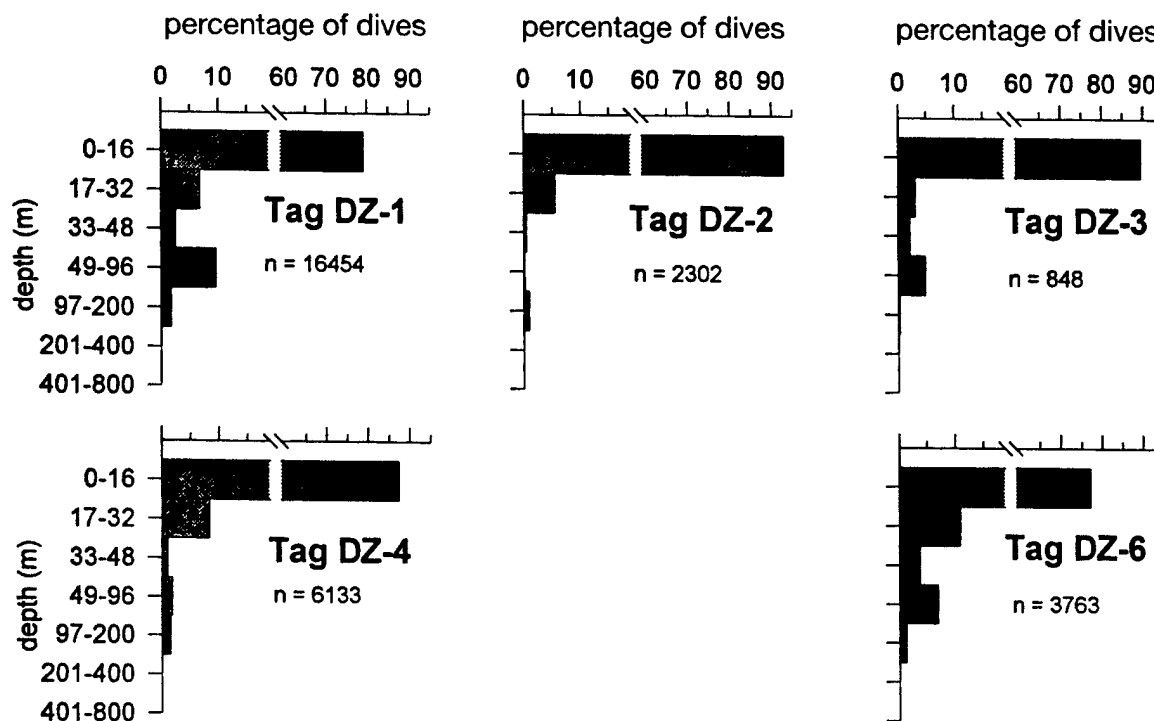 percentage of dives percentage of dives percentage of dives
0 10 60 70 80 90 0 10 60 70 80 90 0 10 60 70 80 90
depth (m)
0-16
17-32
33-48
49-96
97-200
201-400
401-800
Tag DZ-1
n = 16454
Tag DZ-2
n = 2302
Tag DZ-3
n = 848
depth (m)
0-16
17-32
33-48
49-96
97-200
201-400
401-800
Tag DZ-4
n = 6133
Tag DZ-6
n = 3763